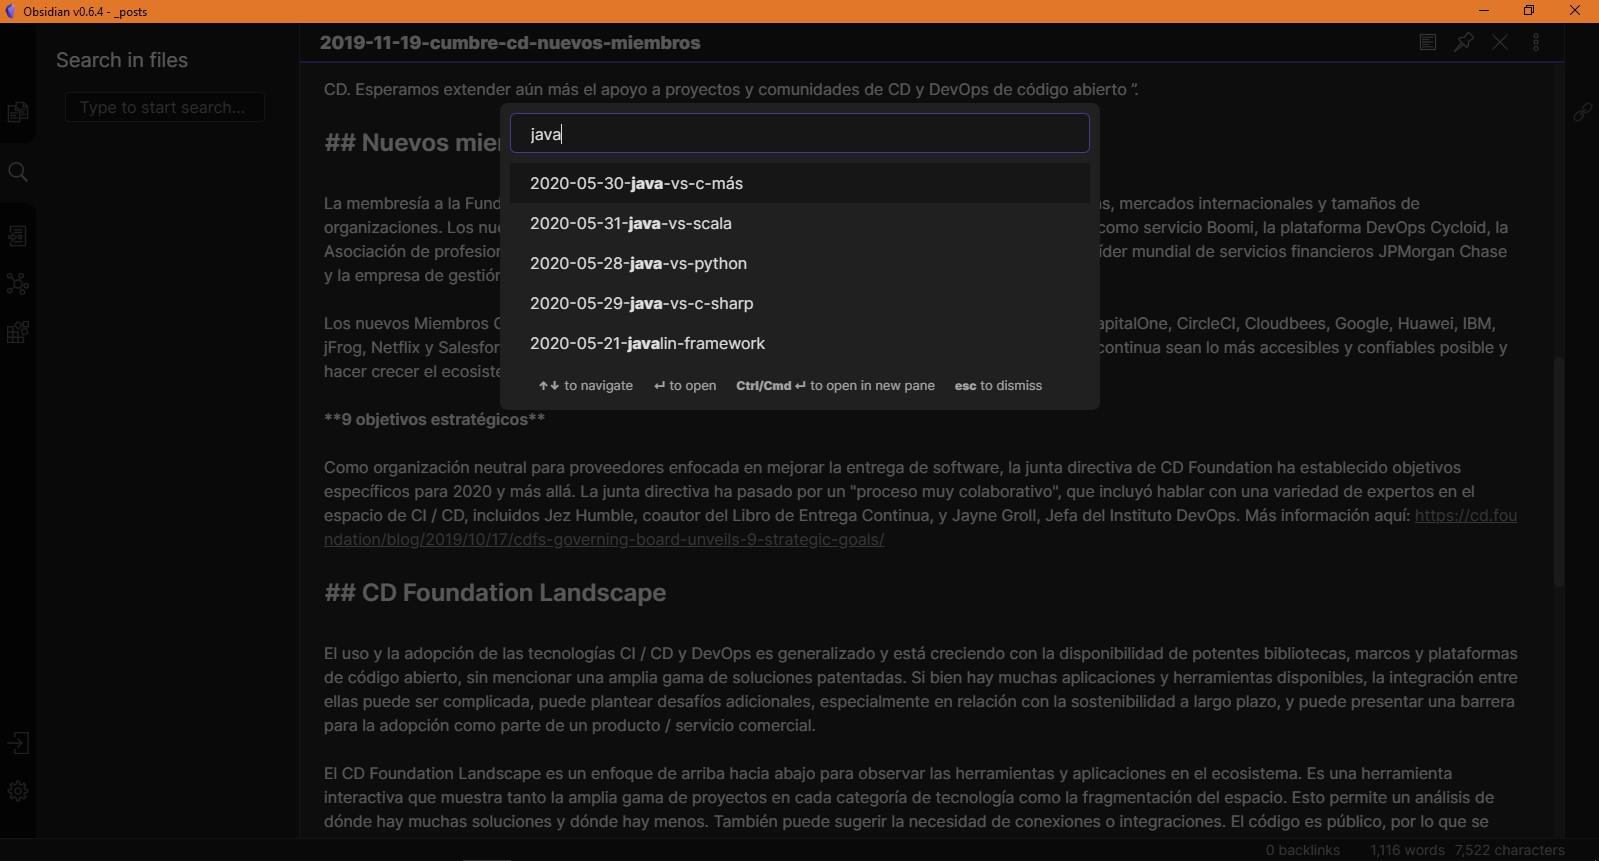 Obsidian v0.6.4 - _posts
Search in files
Type to start search...
2019-11-19-cumbre-cd-nuevos-miembros
CD. Esperamos extender aún más el apoyo a proyectos y comunidades de CD y DevOps de código abierto ”.
java
## Nuevos
2020-05-30-java-vs-c-más
2020-05-31-java-vs-scala
2020-05-28-java-vs-python
2020-05-29-java-vs-c-sharp
2020-05-21-javalin-framework
↑↓ to navigate ↵ to open Ctrl/Cmd ↵ to open in new pane esc to dismiss
La membresía a la mercados internacionales y tamaños de
organizaciones. Los como servicio Boomi, la plataforma DevOps Cycloid, la
Asociación de mundial de servicios financieros JPMorgan Chase
y la empresa de
Los nuevos Miembros CircleCI, Cloudbees, Google, Huawei, IBM,
jFrog, Netflix y continua sean lo más accesibles y confiables posible y
hacer crecer el
**9 objetivos estratégicos**
Como organización neutral para proveedores enfocada en mejorar la entrega de software, la junta directiva de CD Foundation ha establecido objetivos
específicos para 2020 y más allá. La junta directiva ha pasado por un "proceso muy colaborativo", que incluyó hablar con una variedad de expertos en el
espacio de CI / CD, incluidos Jez Humble, coautor del Libro de Entrega Continua, y Jayne Groll, Jefa del Instituto DevOps. Más información aquí: https://cd.fou
ndation/blog/2019/10/17/cdfs-governing-board-unveils-9-strategic-goals/
## CD Foundation Landscape
El uso y la adopción de las tecnologías CI / CD y DevOps es generalizado y está creciendo con la disponibilidad de potentes bibliotecas, marcos y plataformas
de código abierto, sin mencionar una amplia gama de soluciones patentadas. Si bien hay muchas aplicaciones y herramientas disponibles, la integración entre
ellas puede ser complicada, puede plantear desafíos adicionales, especialmente en relación con la sostenibilidad a largo plazo, y puede presentar una barrera
para la adopción como parte de un producto / servicio comercial.
El CD Foundation Landscape es un enfoque de arriba hacia abajo para observar las herramientas y aplicaciones en el ecosistema. Es una herramienta
interactiva que muestra tanto la amplia gama de proyectos en cada categoría de tecnología como la fragmentación del espacio. Esto permite un análisis de
dónde hay muchas soluciones y dónde hay menos. También puede sugerir la necesidad de conexiones o integraciones. El código es público, por lo que se
0 backlinks 1,116 words 7,522 characters